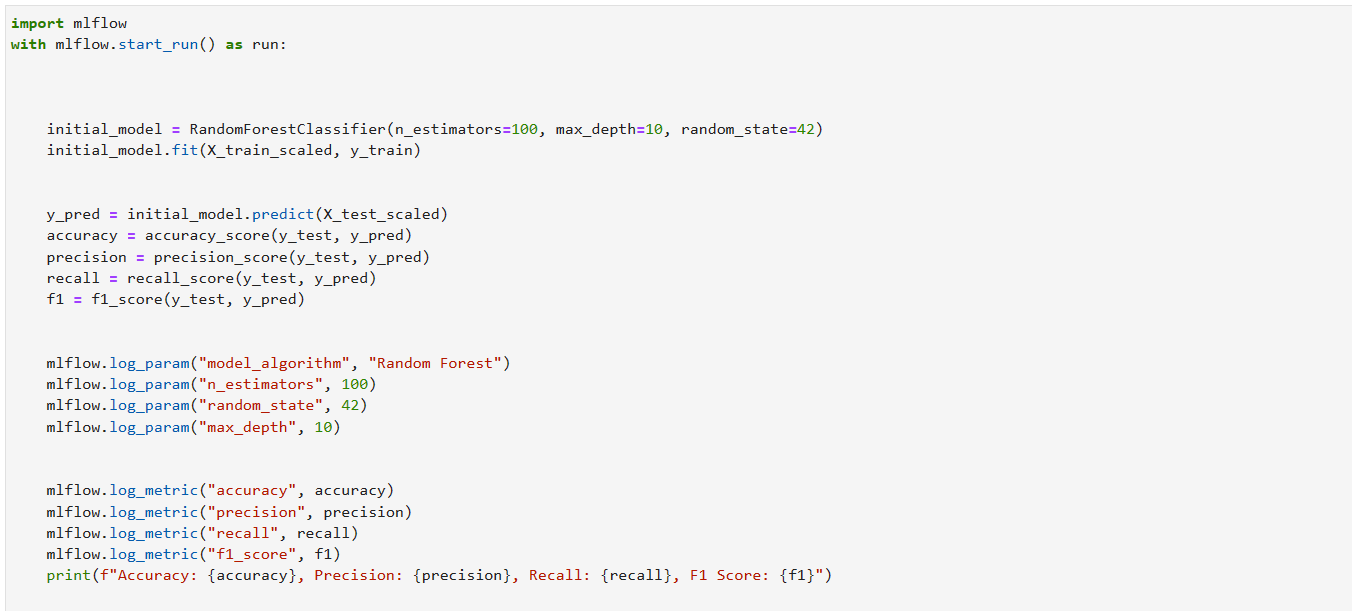 import mlflow
with mlflow.start_run() as run:
initial_model = RandomForestClassifier(n_estimators=100, max_depth=10, random_state=42)
initial_model.fit(X_train_scaled, y_train)
y_pred = initial_model.predict(X_test_scaled)
accuracy = accuracy_score(y_test, y_pred)
precision = precision_score(y_test, y_pred)
recall = recall_score(y_test, y_pred)
f1 = f1_score(y_test, y_pred)
mlflow.log_param("model_algorithm", "Random Forest")
mlflow.log_param("n_estimators", 100)
mlflow.log_param("random_state", 42)
mlflow.log_param("max_depth", 10)
mlflow.log_metric("accuracy", accuracy)
mlflow.log_metric("precision", precision)
mlflow.log_metric("recall", recall)
mlflow.log_metric("f1_score", f1)
print(f"Accuracy: {accuracy}, Precision: {precision}, Recall: {recall}, F1 Score: {f1}")